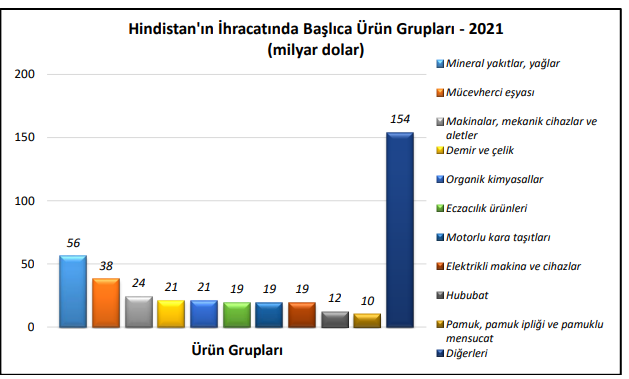 Hindistan'ın İhracatında Başlıca Ürün Grupları - 2021
(milyar dolar)
200
150
100
50
0
56
38
24
21
21
19
19
19
12
10
154
Ürün Grupları
Mineral yakıtlar, yağlar
Mücevherci eşyası
Makinalar, mekanik cihazlar ve
aletler
Demir ve çelik
Organik kimyasallar
Eczacılık ürünleri
Motorlu kara taşıtları
Elektrikli makina ve cihazlar
Hububat
Pamuk, pamuk ipliği ve pamuklu
mensucat
Diğerleri